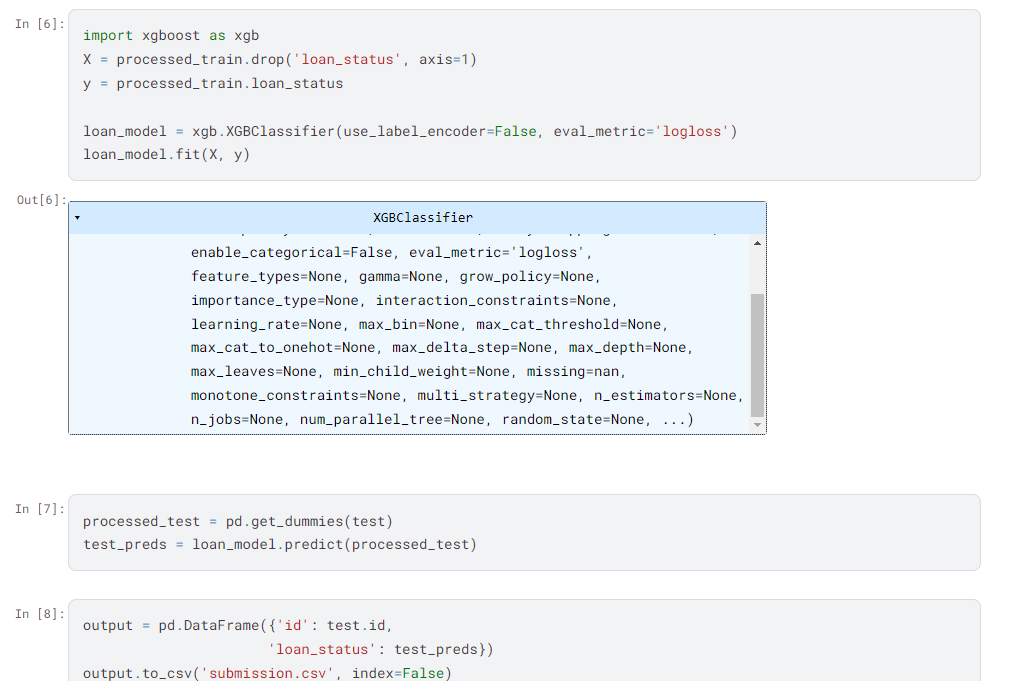 In [6]:
import xgboost as xgb
X = processed_train.drop('loan_status', axis=1)
y = processed_train.loan_status
loan_model = xgb.XGBClassifier(use_label_encoder=False, eval_metric='logloss')
loan_model.fit(X, y)
Out[6]:
▾ XGBClassifier
enable_categorical=False, eval_metric='logloss',
feature_types=None, gamma=None, grow_policy=None,
importance_type=None, interaction_constraints=None,
learning_rate=None, max_bin=None, max_cat_threshold=None,
max_cat_to_onehot=None, max_delta_step=None, max_depth=None,
max_leaves=None, min_child_weight=None, missing=nan,
monotone_constraints=None, multi_strategy=None, n_estimators=None,
n_jobs=None, num_parallel_tree=None, random_state=None, ...)
In [7]:
processed_test = pd.get_dummies(test)
test_preds = loan_model.predict(processed_test)
In [8]:
output = pd.DataFrame({'id': test.id,
'loan_status': test_preds})
output.to_csv('submission.csv', index=False)